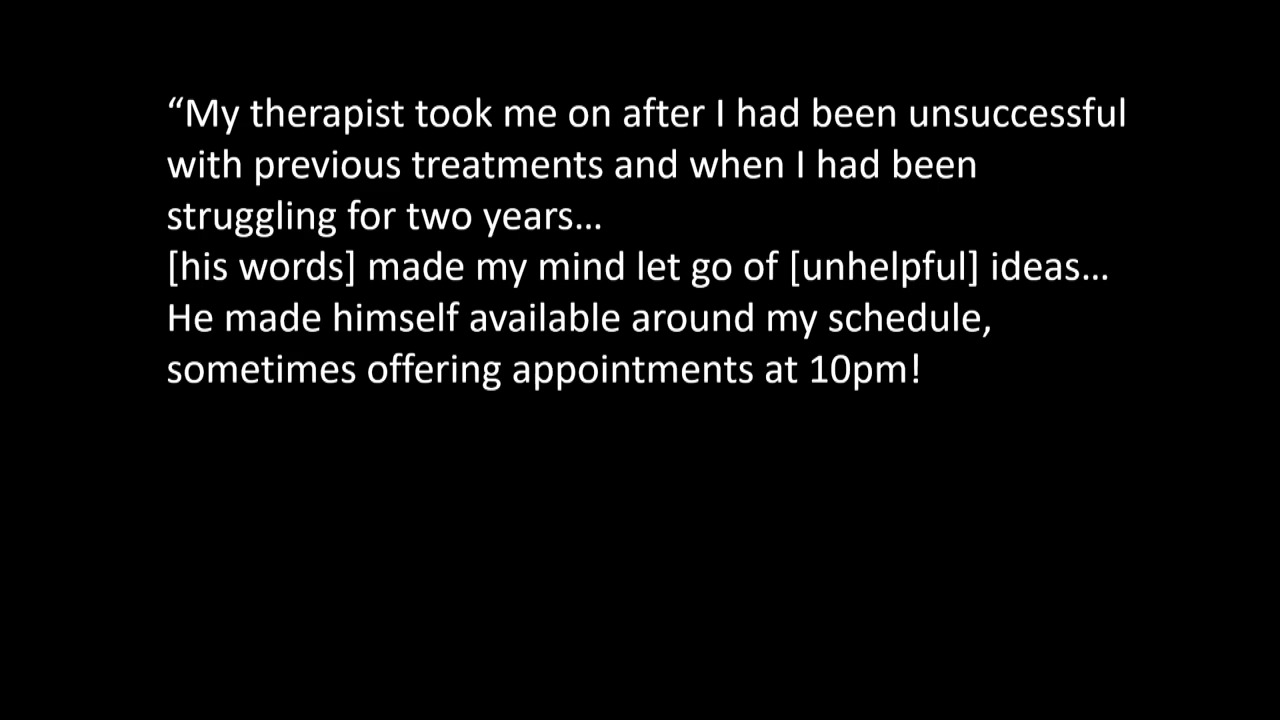 “My therapist took me on after I had been unsuccessful
with previous treatments and when I had been
struggling for two years…
[his words] made my mind let go of [unhelpful] ideas…
He made himself available around my schedule,
sometimes offering appointments at 10pm!